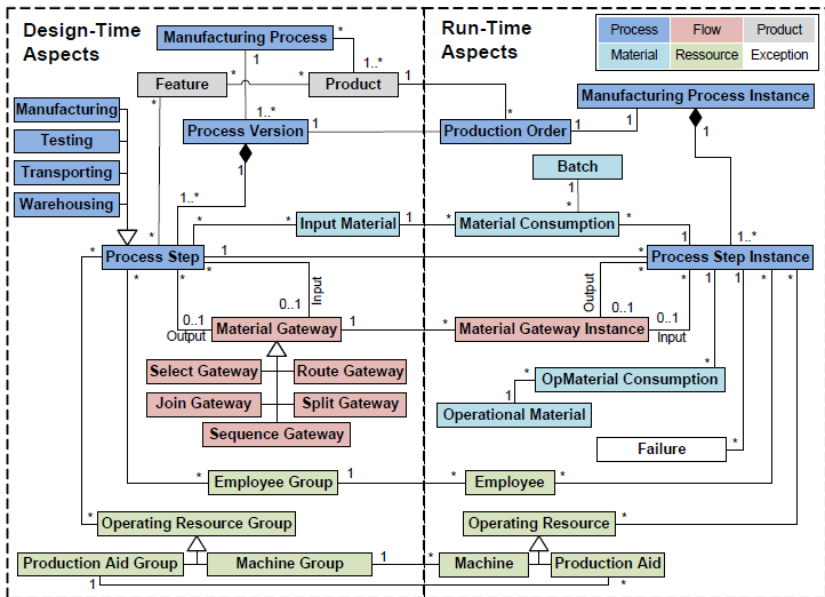 Design-Time
Aspects
Run-Time
Aspects
Process
Flow
Product
Material
Ressource
Exception
Manufacturing Process
*
1
1..*
Feature
*
*
Product
1
*
Manufacturing
Testing
Transporting
Warehousing
1..*
Process Version
1
1
1..*
*
Production Order
1
1
Manufacturing Process Instance
1
1..*
Batch
1
*
*
*
Input Material
1
*
Material Consumption
*
1
*
*
Process Step
1
*
*
*
*
*
Process Step Instance
*
*
1
1
*
*
Input
0..1
0..1
Output
Material Gateway
1
*
Material Gateway Instance
Output
0..1
0..1
Input
Select Gateway
Route Gateway
Join Gateway
Split Gateway
Sequence Gateway
*
OpMaterial Consumption
*
1
Operational Material
Failure
*
*
Employee Group
1
*
Employee
*
*
Operating Resource Group
Operating Resource
*
Production Aid Group
Machine Group
1
*
Machine
Production Aid
1
*